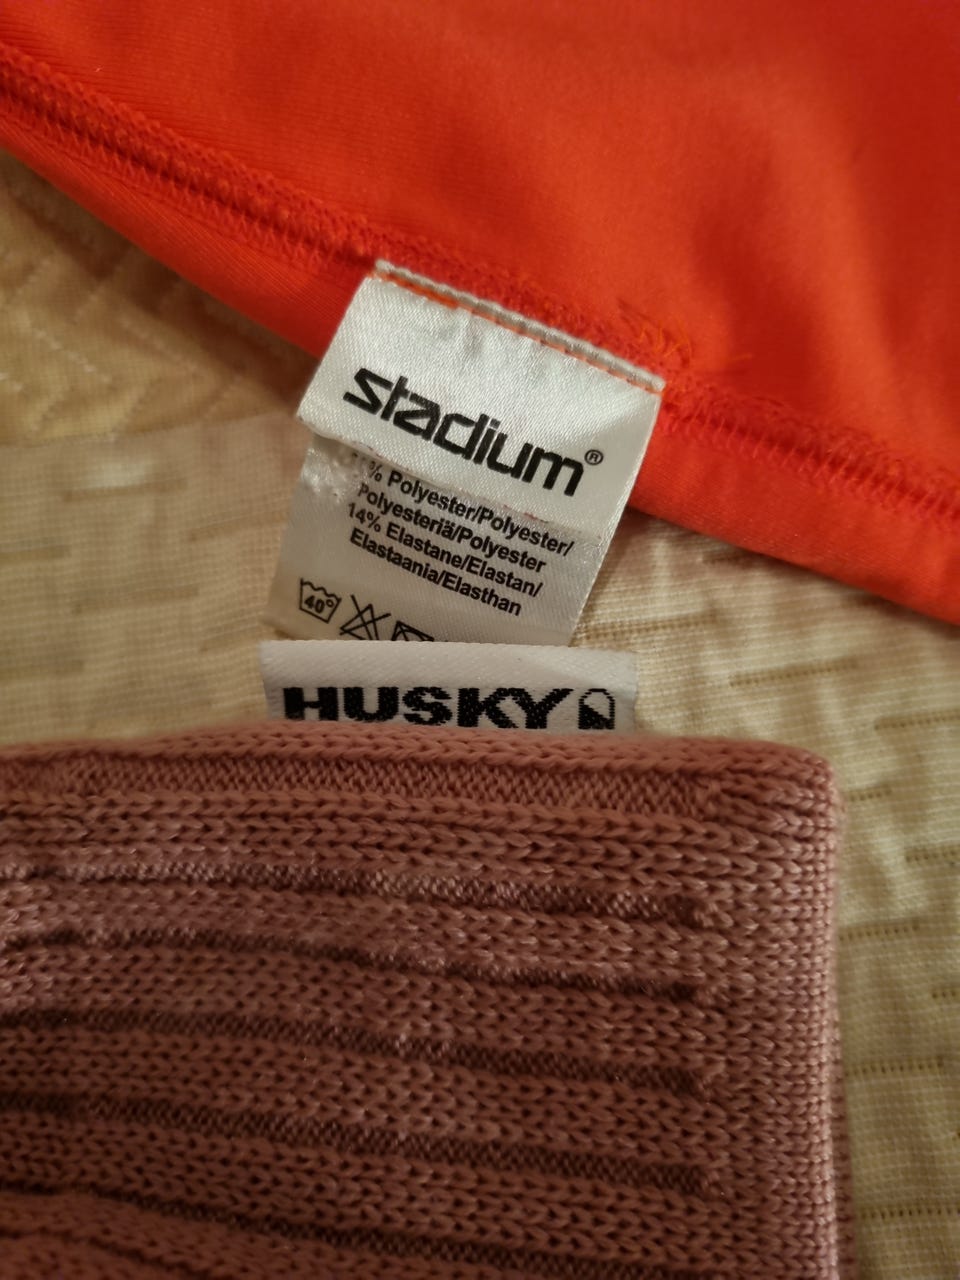 stadium®
% Polyester/Polyester/
Polyesteriä/Polyester
14% Elastane/Elastan/
Elastaania/Elasthan
40°
HUSKY